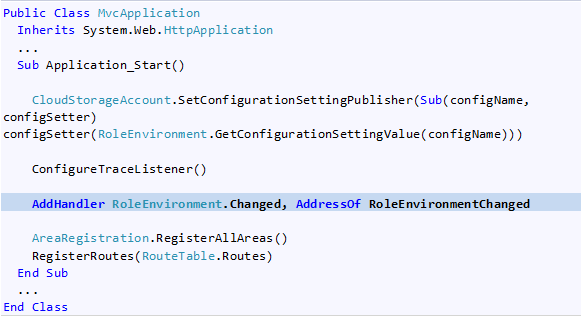 Public Class MvcApplication
Inherits System.Web.HttpApplication
...
Sub Application_Start()
CloudStorageAccount.SetConfigurationSettingPublisher(Sub(configName,
configSetter)
configSetter(RoleEnvironment.GetConfigurationSettingValue(configName)))
ConfigureTraceListener()
AddHandler RoleEnvironment.Changed, AddressOf RoleEnvironmentChanged
AreaRegistration.RegisterAllAreas()
RegisterRoutes(RouteTable.Routes)
End Sub
...
End Class